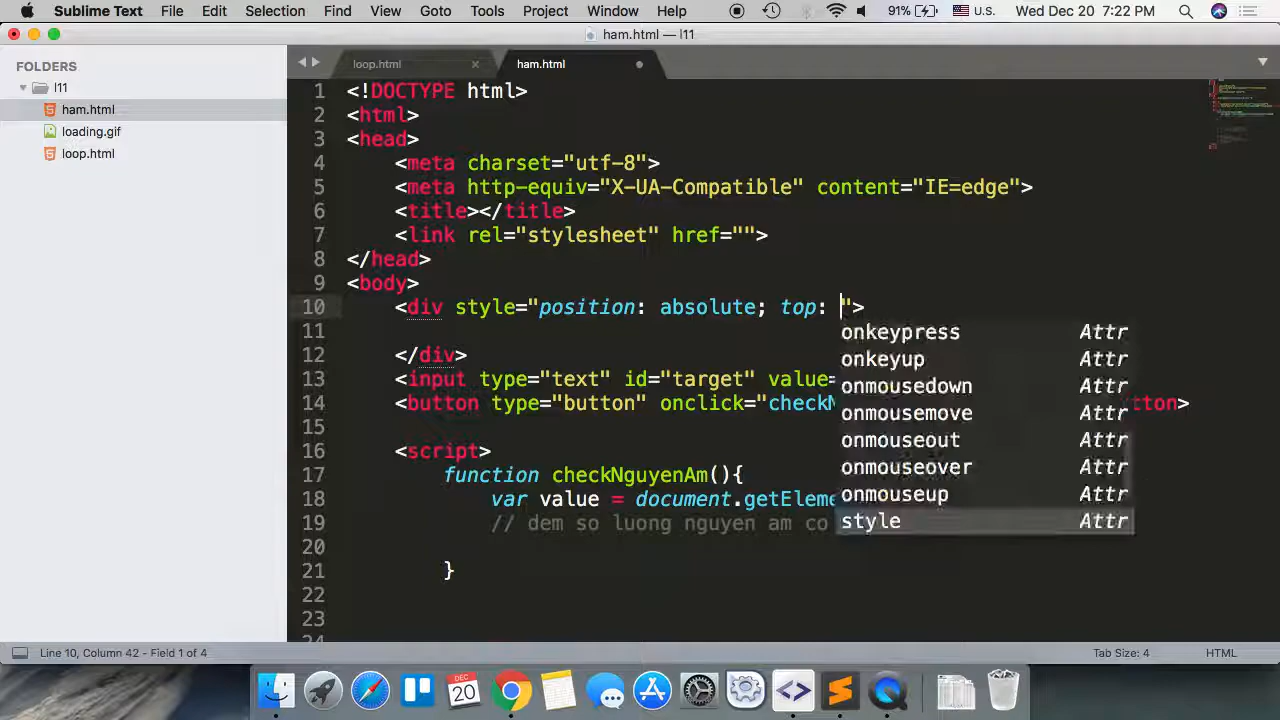 Sublime Text File Edit Selection Find View Goto Tools Project Window Help 91% U.S. Wed Dec 20 7:22 PM
ham.html — l11
FOLDERS
l11
ham.html
loading.gif
loop.html
loop.html × ham.html
1 <!DOCTYPE html>
2 <html>
3 <head>
4 <meta charset="utf-8">
5 <meta http-equiv="X-UA-Compatible" content="IE=edge">
6 <title></title>
7 <link rel="stylesheet" href="">
8 </head>
9 <body>
10 <div style="position: absolute; top: ">
11
12 </div>
13 <input type="text" id="target" value=
14 <button type="button" onclick="checkN tton>
15
16 <script>
17 function checkNguyenAm(){
18 var value = document.getEleme
19 // dem so luong nguyen am co
20
21 }
22
23
24
onkeypress Attr
onkeyup Attr
onmousedown Attr
onmousemove Attr
onmouseout Attr
onmouseover Attr
onmouseup Attr
style Attr
Line 10, Column 42 - Field 1 of 4 Tab Size: 4 HTML
DEC
20